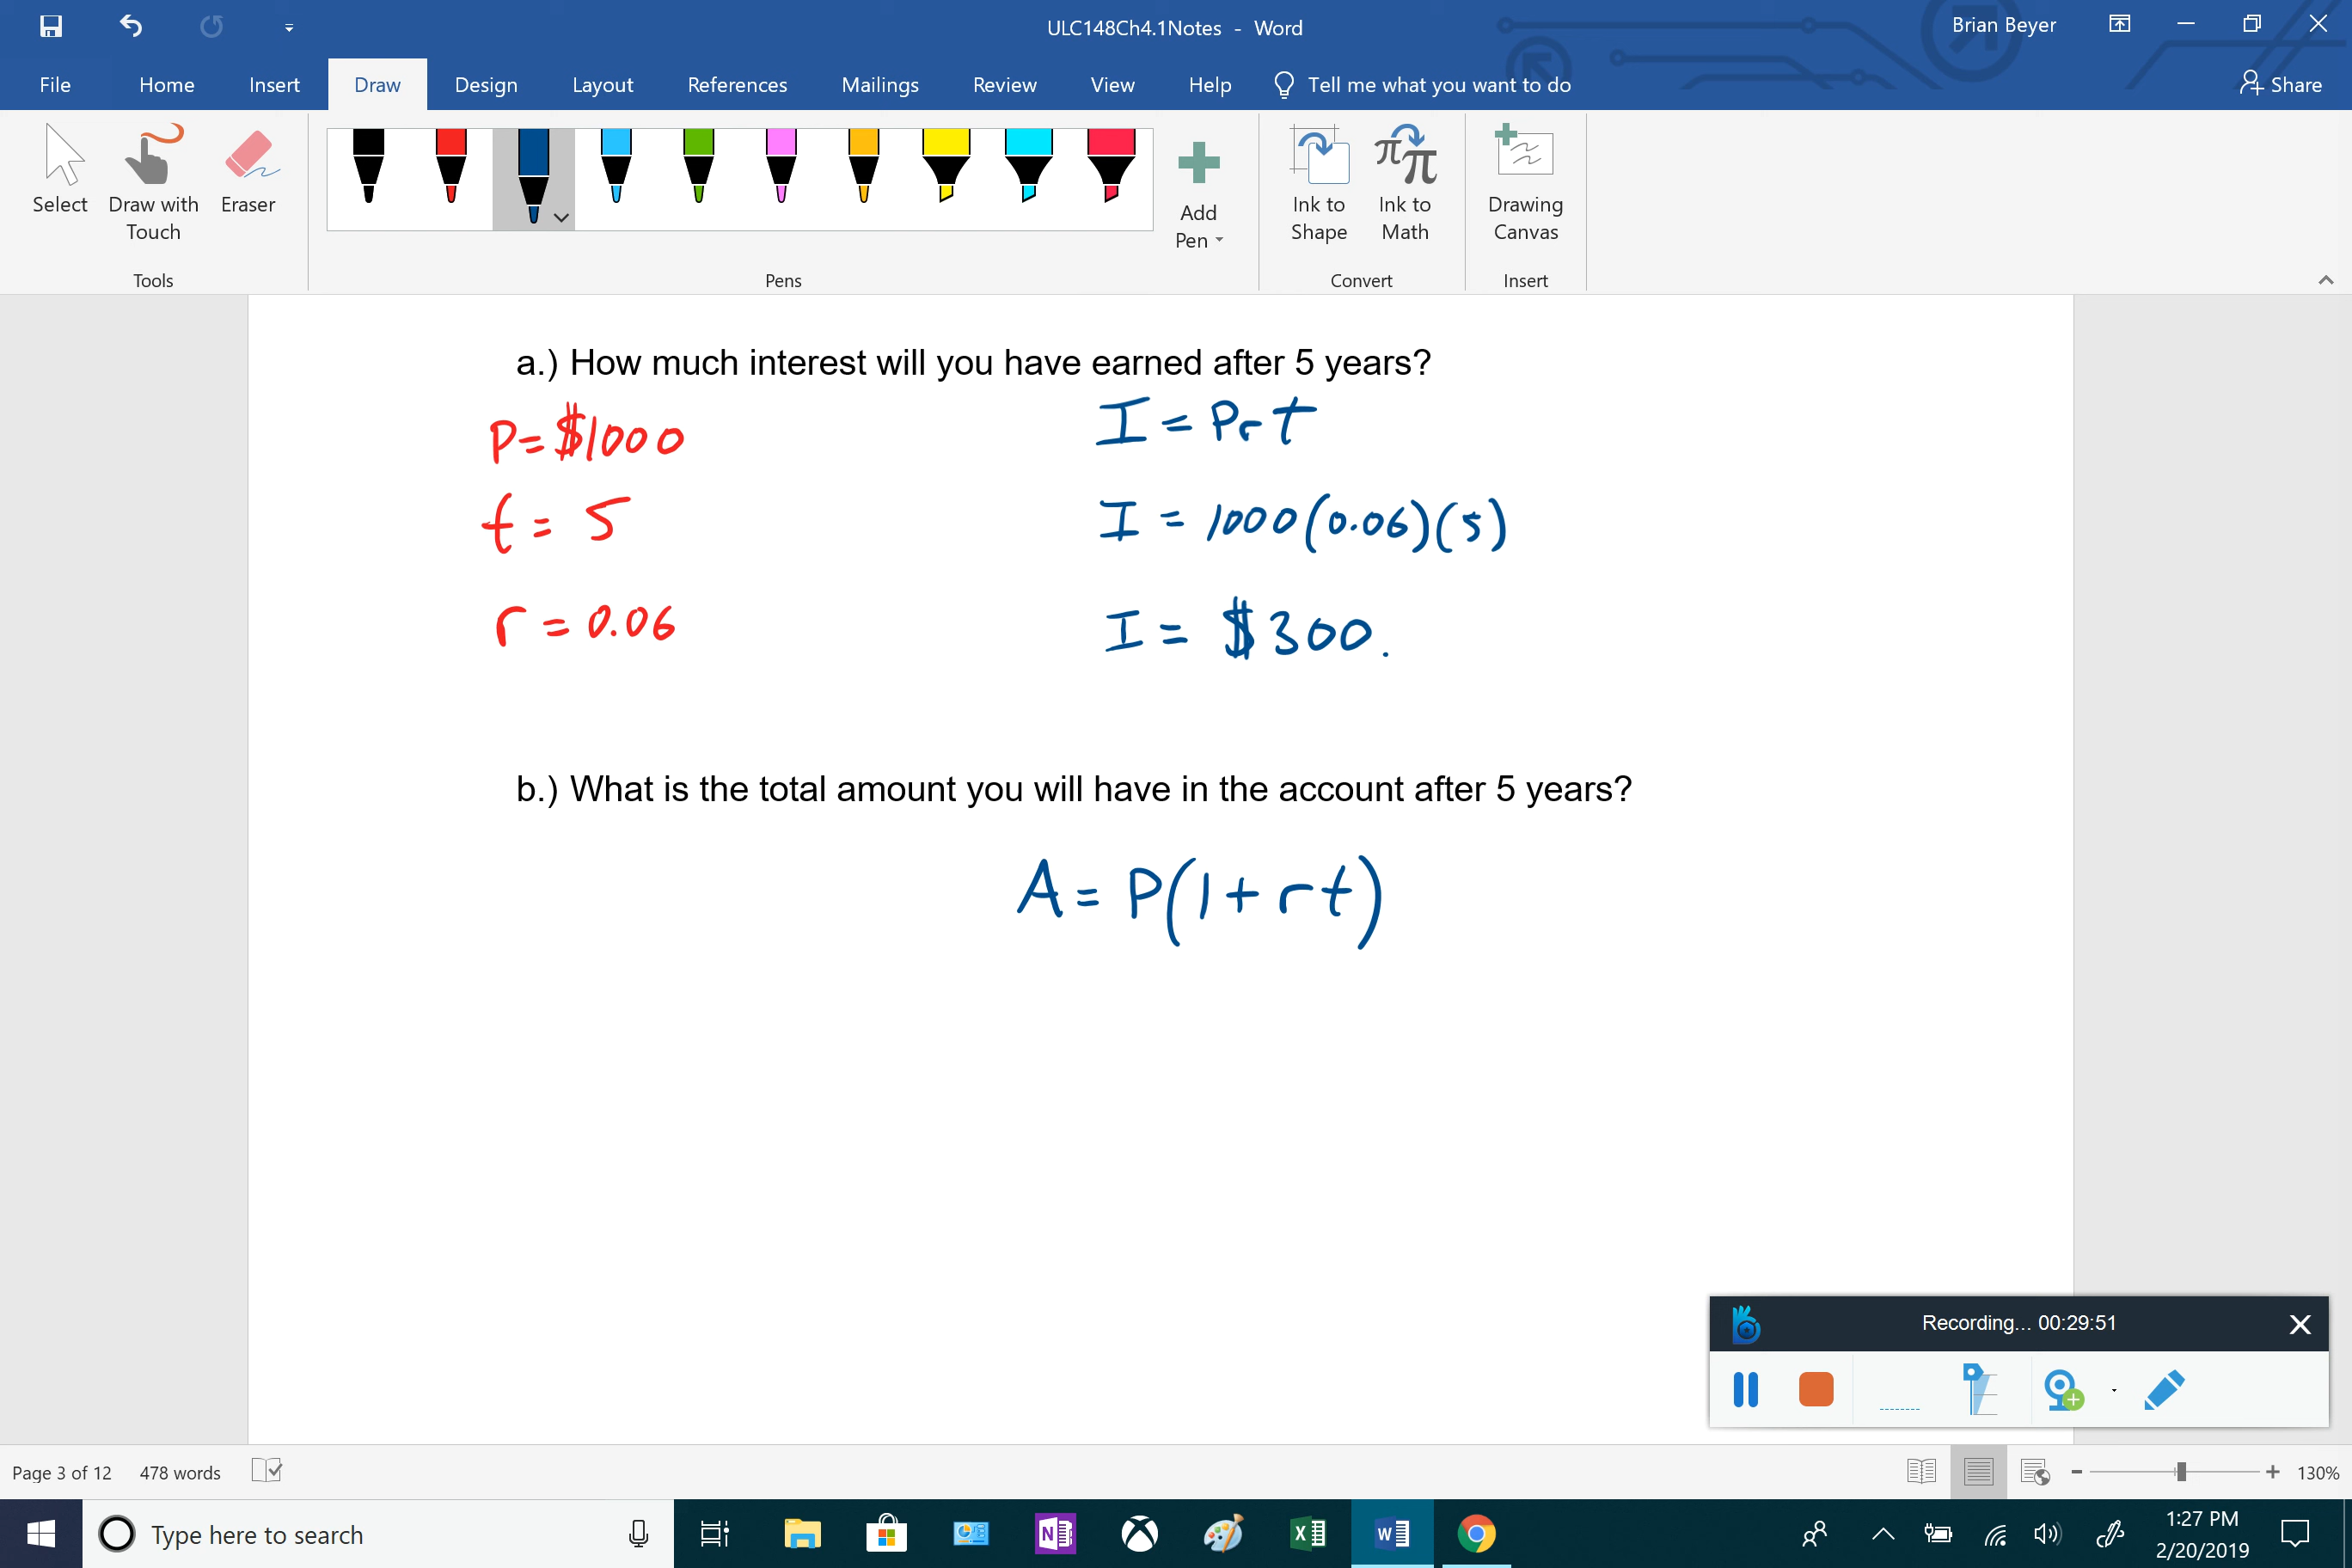 ULC148Ch4.1Notes - Word
Brian Beyer
File Home Insert Draw Design Layout References Mailings Review View Help Tell me what you want to do Share
Select Draw with Touch Eraser Add Pen Ink to Shape Ink to Math Drawing Canvas
Tools Pens Convert Insert
a.) How much interest will you have earned after 5 years?
P = $1000
I = Prt
t = 5
I = 1000(0.06)(5)
r = 0.06
I = $300.
b.) What is the total amount you will have in the account after 5 years?
A = P(1 + rt)
Recording... 00:29:51
Page 3 of 12 478 words 130%
Type here to search
1:27 PM
2/20/2019